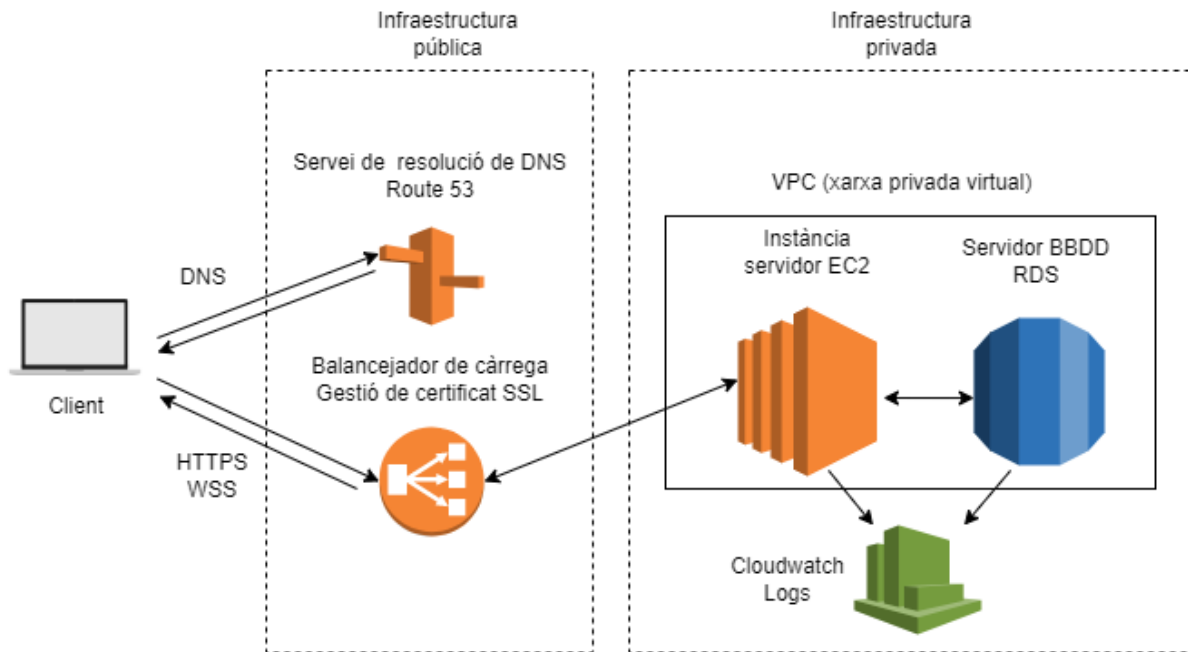 Infraestructura
pública
Infraestructura
privada
Servei de  resolució de DNS
Route 53
VPC (xarxa privada virtual)
Instància
servidor EC2
Servidor BBDD
RDS
DNS
Balancejador de càrrega
Gestió de certificat SSL
Client
HTTPS
WSS
Cloudwatch
Logs